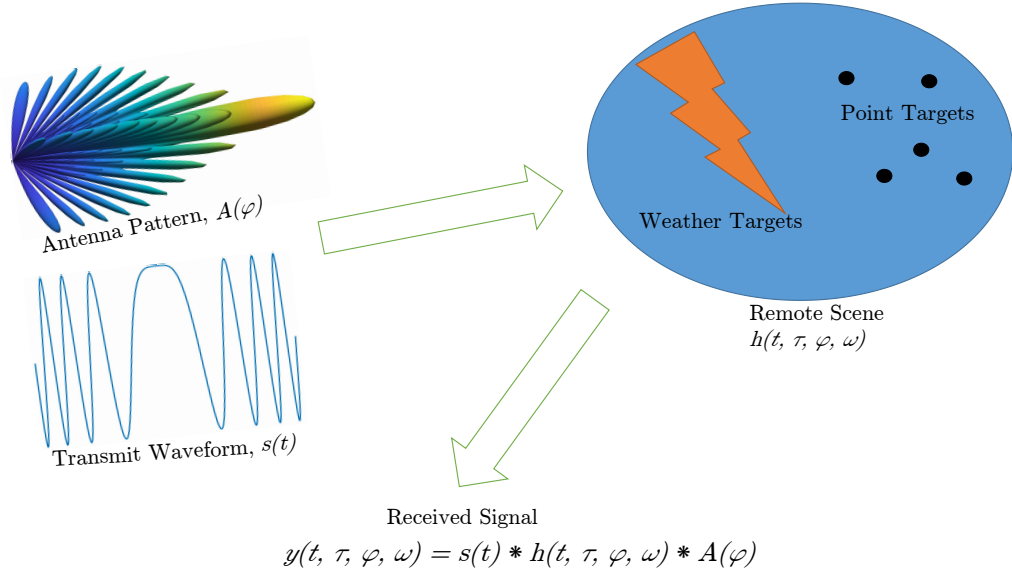 Antenna Pattern, A(φ)
Transmit Waveform, s(t)
Point Targets
Weather Targets
Remote Scene
h(t, τ, φ, ω)
Received Signal
y(t, τ, φ, ω) = s(t) * h(t, τ, φ, ω) * A(φ)